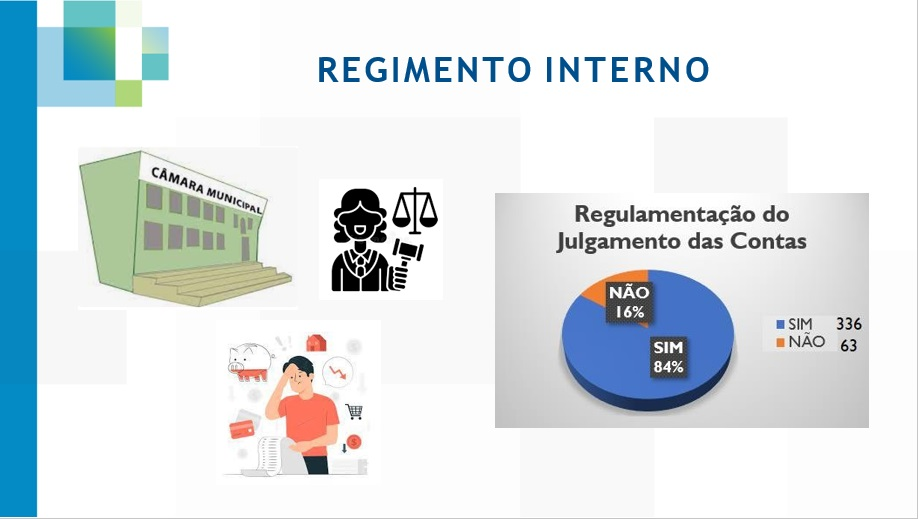 REGIMENTO INTERNO
CÂMARA MUNICIPAL
Regulamentação do
Julgamento das Contas
NÃO
16%
SIM
84%
SIM 336
NÃO 63